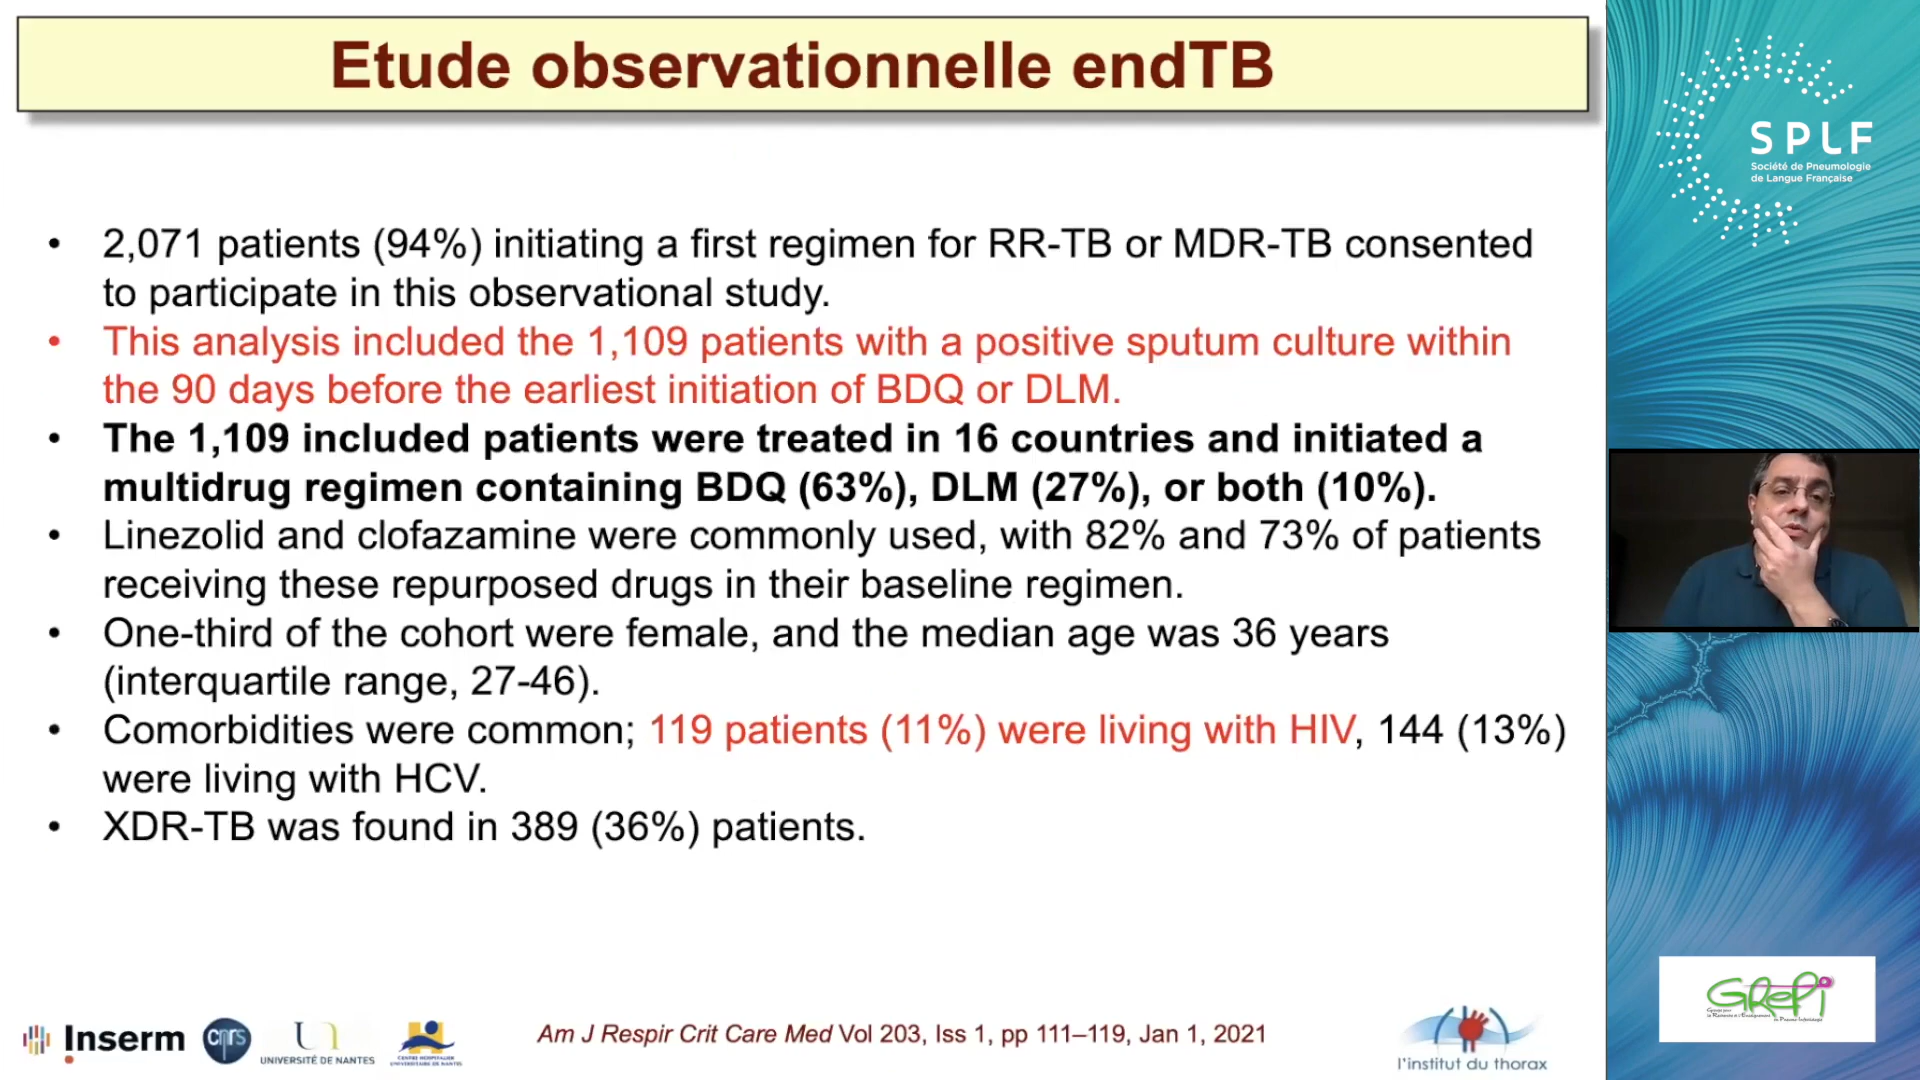 Etude observationnelle endTB
• 2,071 patients (94%) initiating a first regimen for RR-TB or MDR-TB consented
to participate in this observational study.
• This analysis included the 1,109 patients with a positive sputum culture within
the 90 days before the earliest initiation of BDQ or DLM.
• The 1,109 included patients were treated in 16 countries and initiated a
multidrug regimen containing BDQ (63%), DLM (27%), or both (10%).
• Linezolid and clofazamine were commonly used, with 82% and 73% of patients
receiving these repurposed drugs in their baseline regimen.
• One-third of the cohort were female, and the median age was 36 years
(interquartile range, 27-46).
• Comorbidities were common; 119 patients (11%) were living with HIV, 144 (13%)
were living with HCV.
• XDR-TB was found in 389 (36%) patients.
Inserm
cnrs
UNIVERSITÉ DE NANTES
CENTRE HOSPITALIER
UNIVERSITAIRE DE NANTES
Am J Respir Crit Care Med Vol 203, Iss 1, pp 111–119, Jan 1, 2021
l'institut du thorax
SPLF
Société de Pneumologie
de Langue Française
GREPI